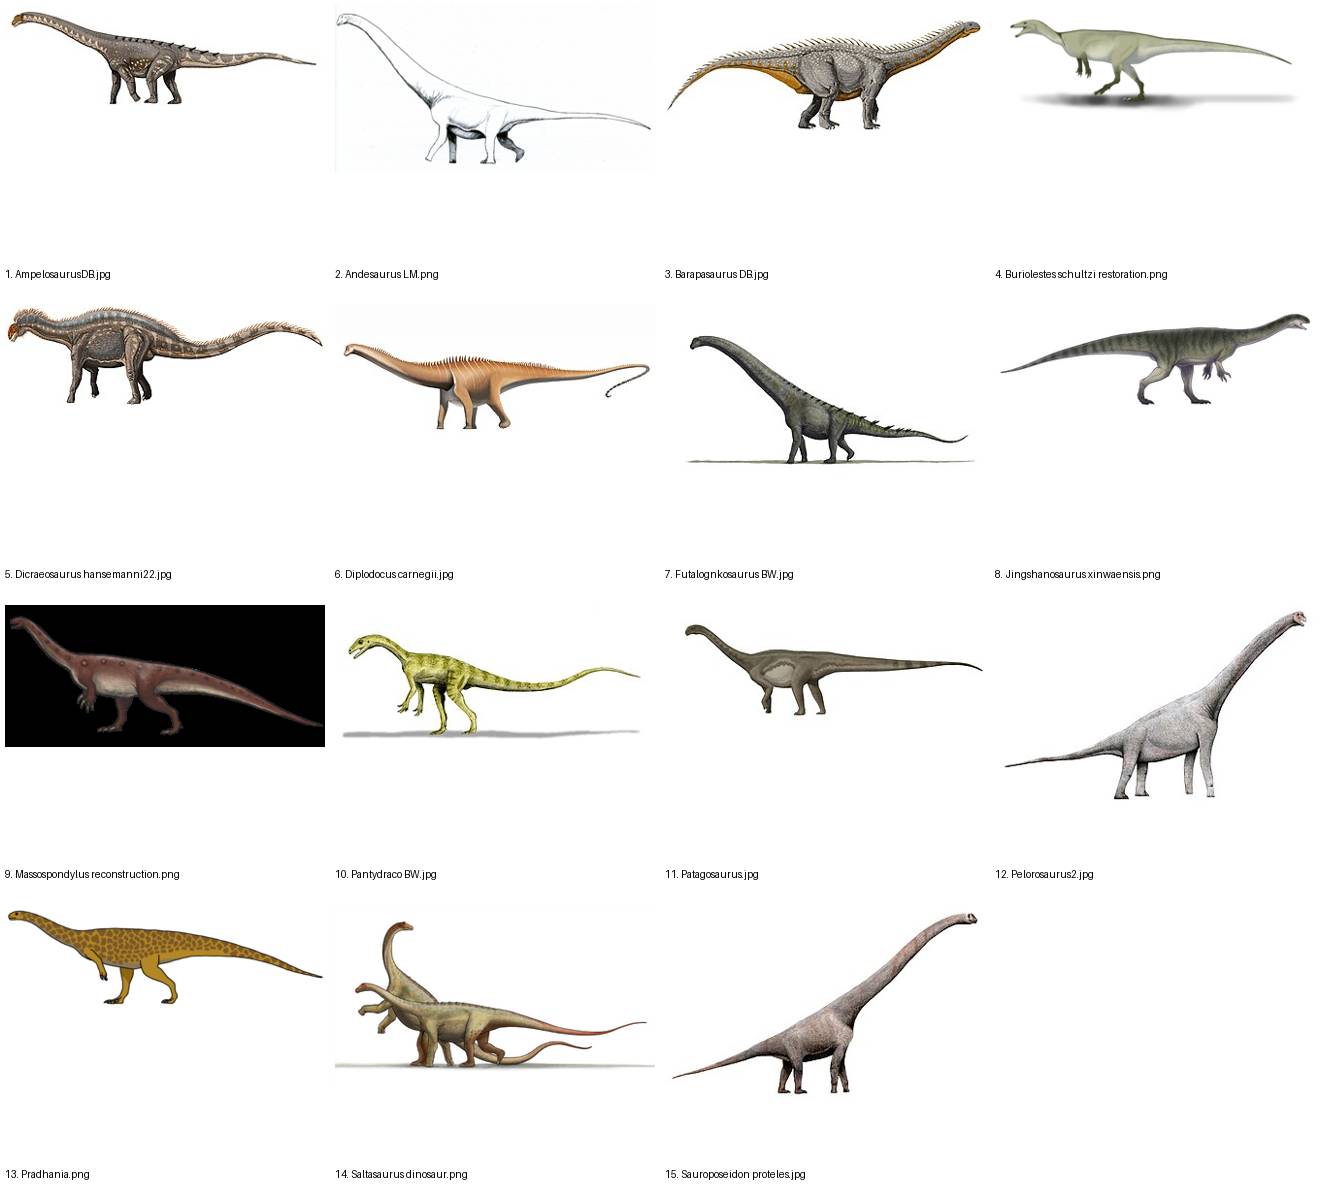 1. AmpelosaurusDB.jpg
2. Andesaurus LM.png
3. Barapasaurus DB.jpg
4. Buriolestes schultzi restoration.png
5. Dicraeosaurus hansemanni22.jpg
6. Diplodocus carnegii.jpg
7. Futalognkosaurus BW.jpg
8. Jingshanosaurus xinwaensis.png
9. Massospondylus reconstruction.png
10. Pantydraco BW.jpg
11. Patagosaurus.jpg
12. Pelorosaurus2.jpg
13. Pradhania.png
14. Saltasaurus dinosaur.png
15. Sauroposeidon proteles.jpg